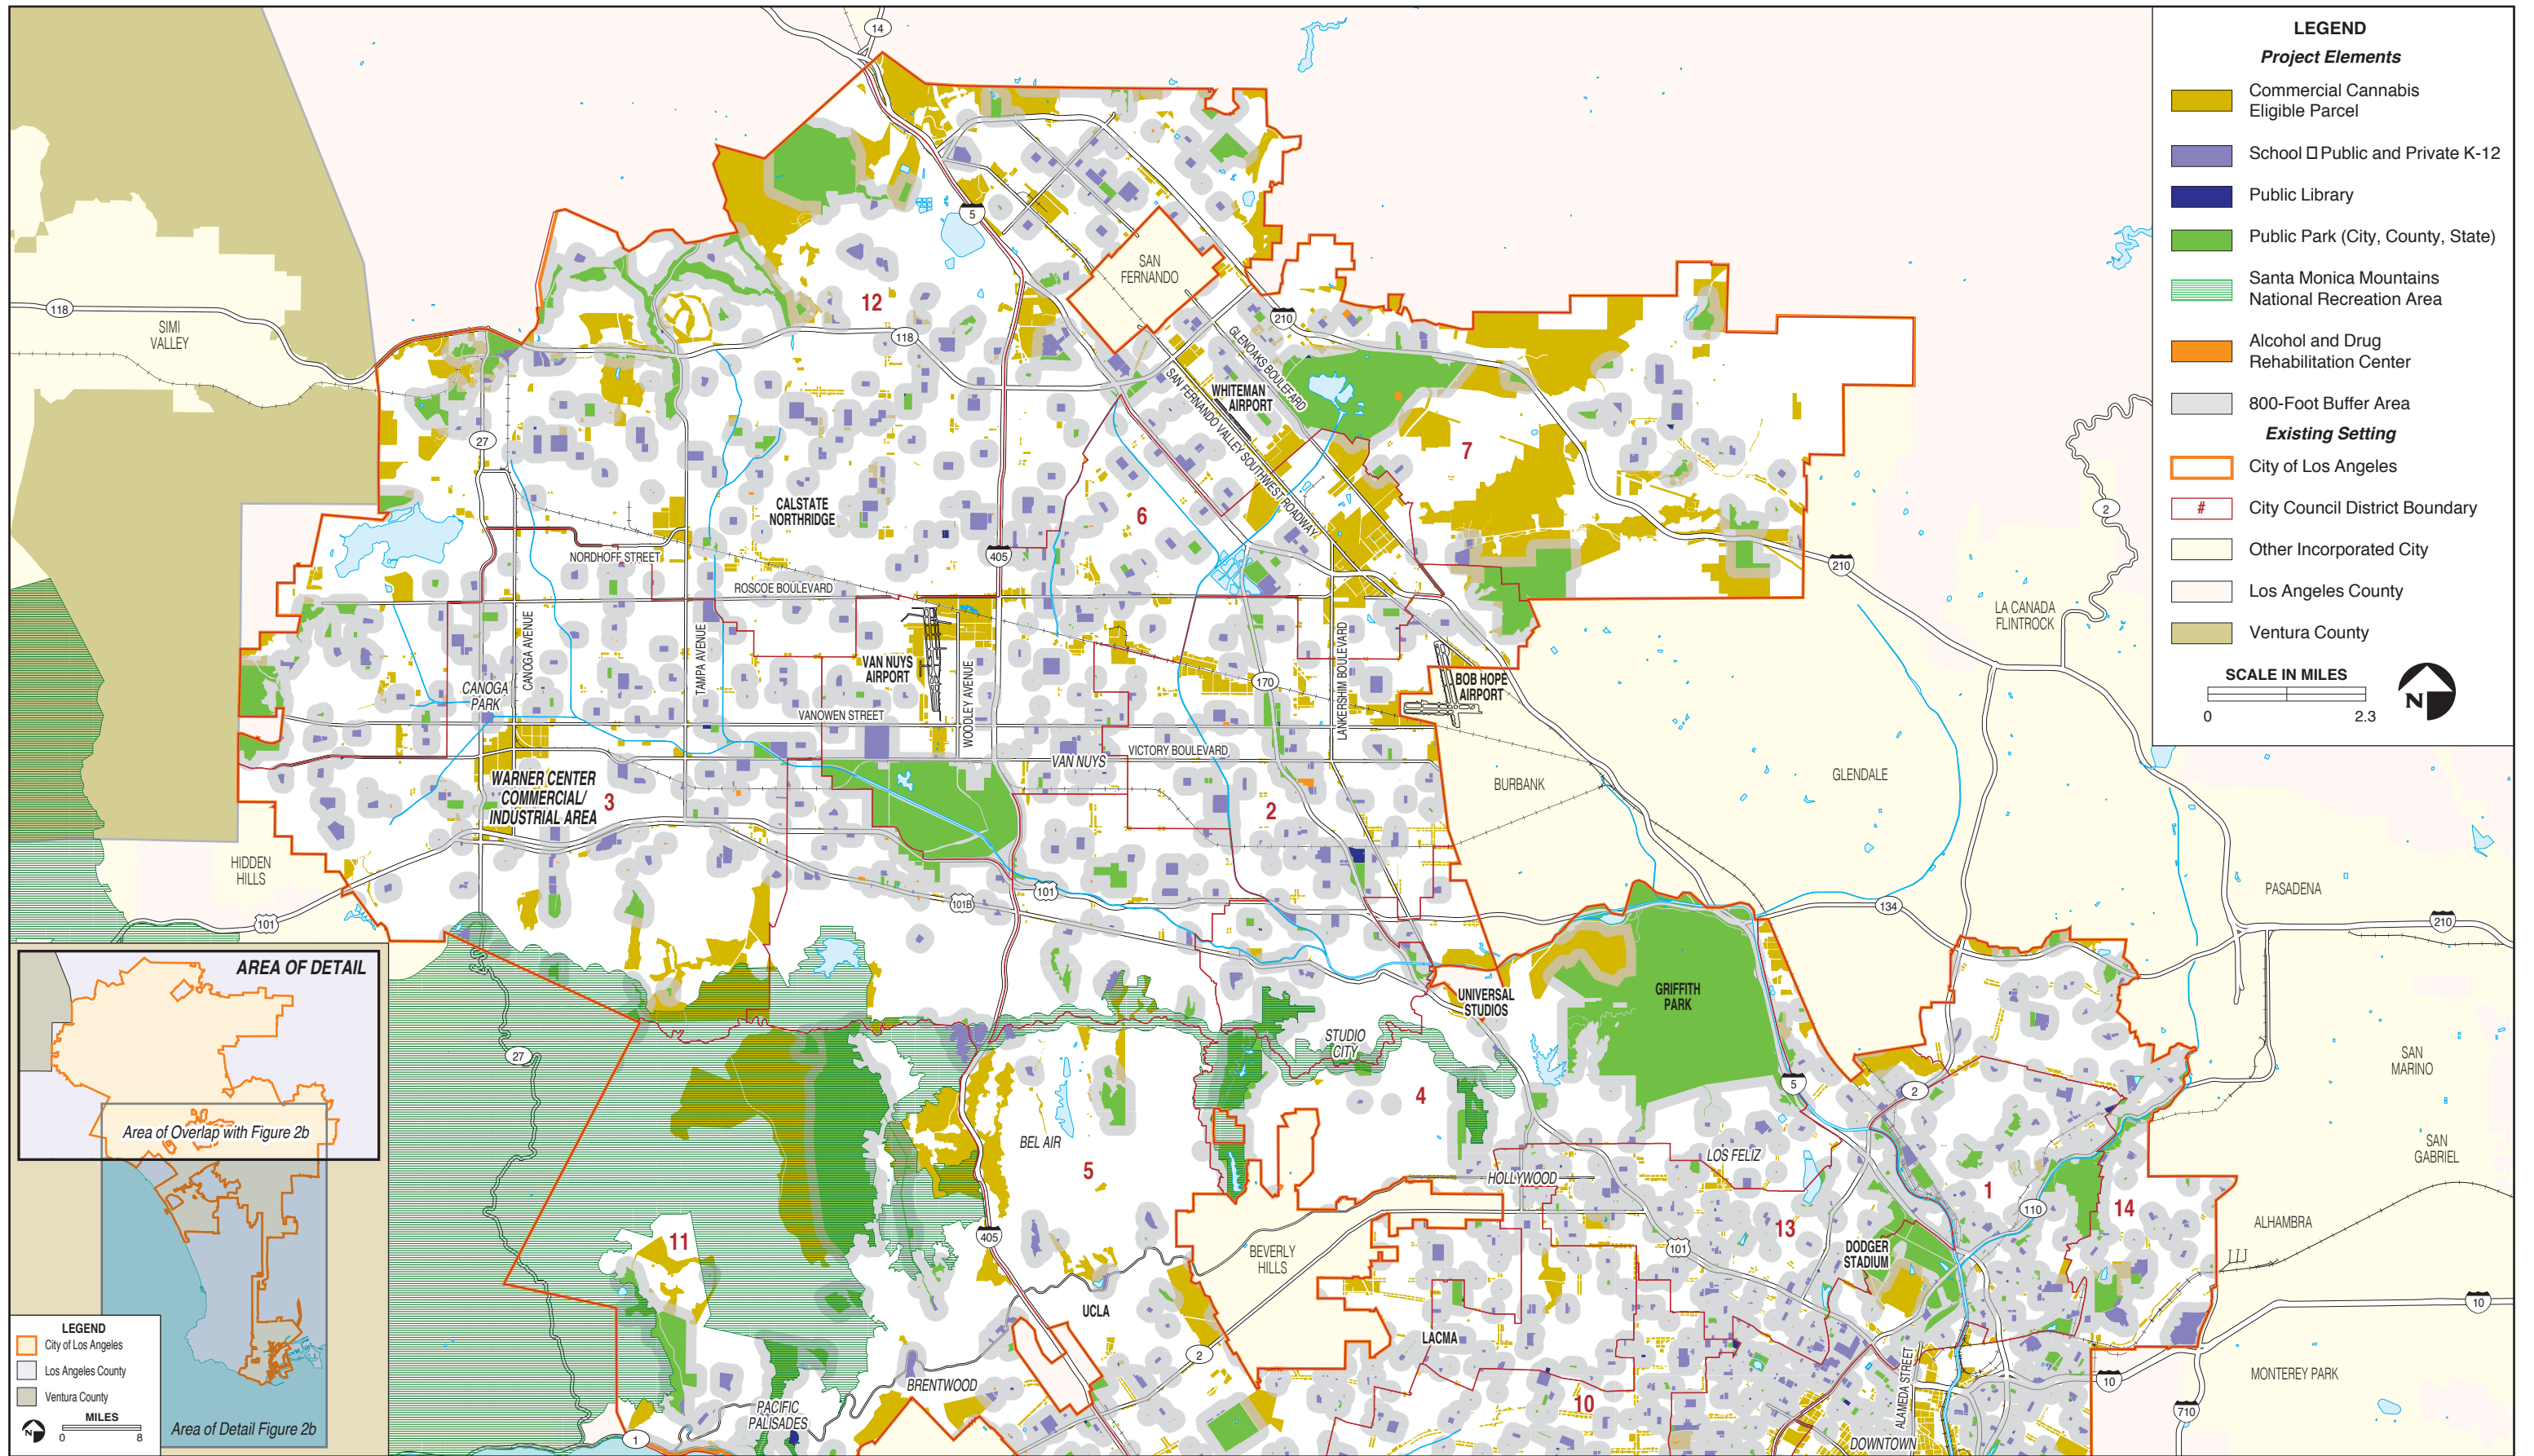 LEGEND
Project Elements
Commercial Cannabis
Eligible Parcel
School □ Public and Private K-12
Public Library
Public Park (City, County, State)
Santa Monica Mountains
National Recreation Area
Alcohol and Drug
Rehabilitation Center
800-Foot Buffer Area
Existing Setting
City of Los Angeles
#
City Council District Boundary
Other Incorporated City
Los Angeles County
Ventura County
SCALE IN MILES
0
2.3
N
14
5
118
SIMI
VALLEY
12
118
SAN
FERNANDO
210
GLENOAKS BOULEFARD
WHITEMAN
AIRPORT
SAN FERNANDO VALLEY SOUTHWEST ROADWAY
7
27
6
CALSTATE
NORTHRIDGE
2
NORDHOFF STREET
405
210
ROSCOE BOULEVARD
LA CANADA
FLINTROCK
CANOGA AVENUE
TAMPA AVENUE
VAN NUYS
AIRPORT
WOODLEY AVENUE
LANKERSHIM BOULEVARD
170
BOB HOPE
AIRPORT
CANOGA
PARK
VANOWEN STREET
VICTORY BOULEVARD
VAN NUYS
WARNER CENTER
COMMERCIAL/
INDUSTRIAL AREA
3
2
BURBANK
GLENDALE
HIDDEN
HILLS
101
101B
101
134
PASADENA
210
UNIVERSAL
STUDIOS
GRIFFITH
PARK
STUDIO
CITY
27
SAN
MARINO
5
2
4
BEL AIR
5
LOS FELIZ
HOLLYWOOD
SAN
GABRIEL
1
110
14
13
ALHAMBRA
11
405
BEVERLY
HILLS
101
DODGER
STADIUM
10
UCLA
LACMA
2
BRENTWOOD
ALAMEDA STREET
10
MONTEREY PARK
10
PACIFIC
PALISADES
710
1
DOWNTOWN
AREA OF DETAIL
Area of Overlap with Figure 2b
Area of Detail Figure 2b
LEGEND
City of Los Angeles
Los Angeles County
Ventura County
N
MILES
0
8